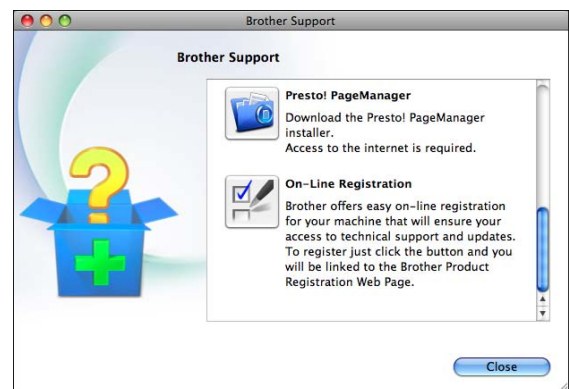 Brother Support
Brother Support
Presto! PageManager
Download the Presto! PageManager
installer.
Access to the internet is required.
On-Line Registration
Brother offers easy on-line registration
for your machine that will ensure your
access to technical support and updates.
To register just click the button and you
will be linked to the Brother Product
Registration Web Page.
Close